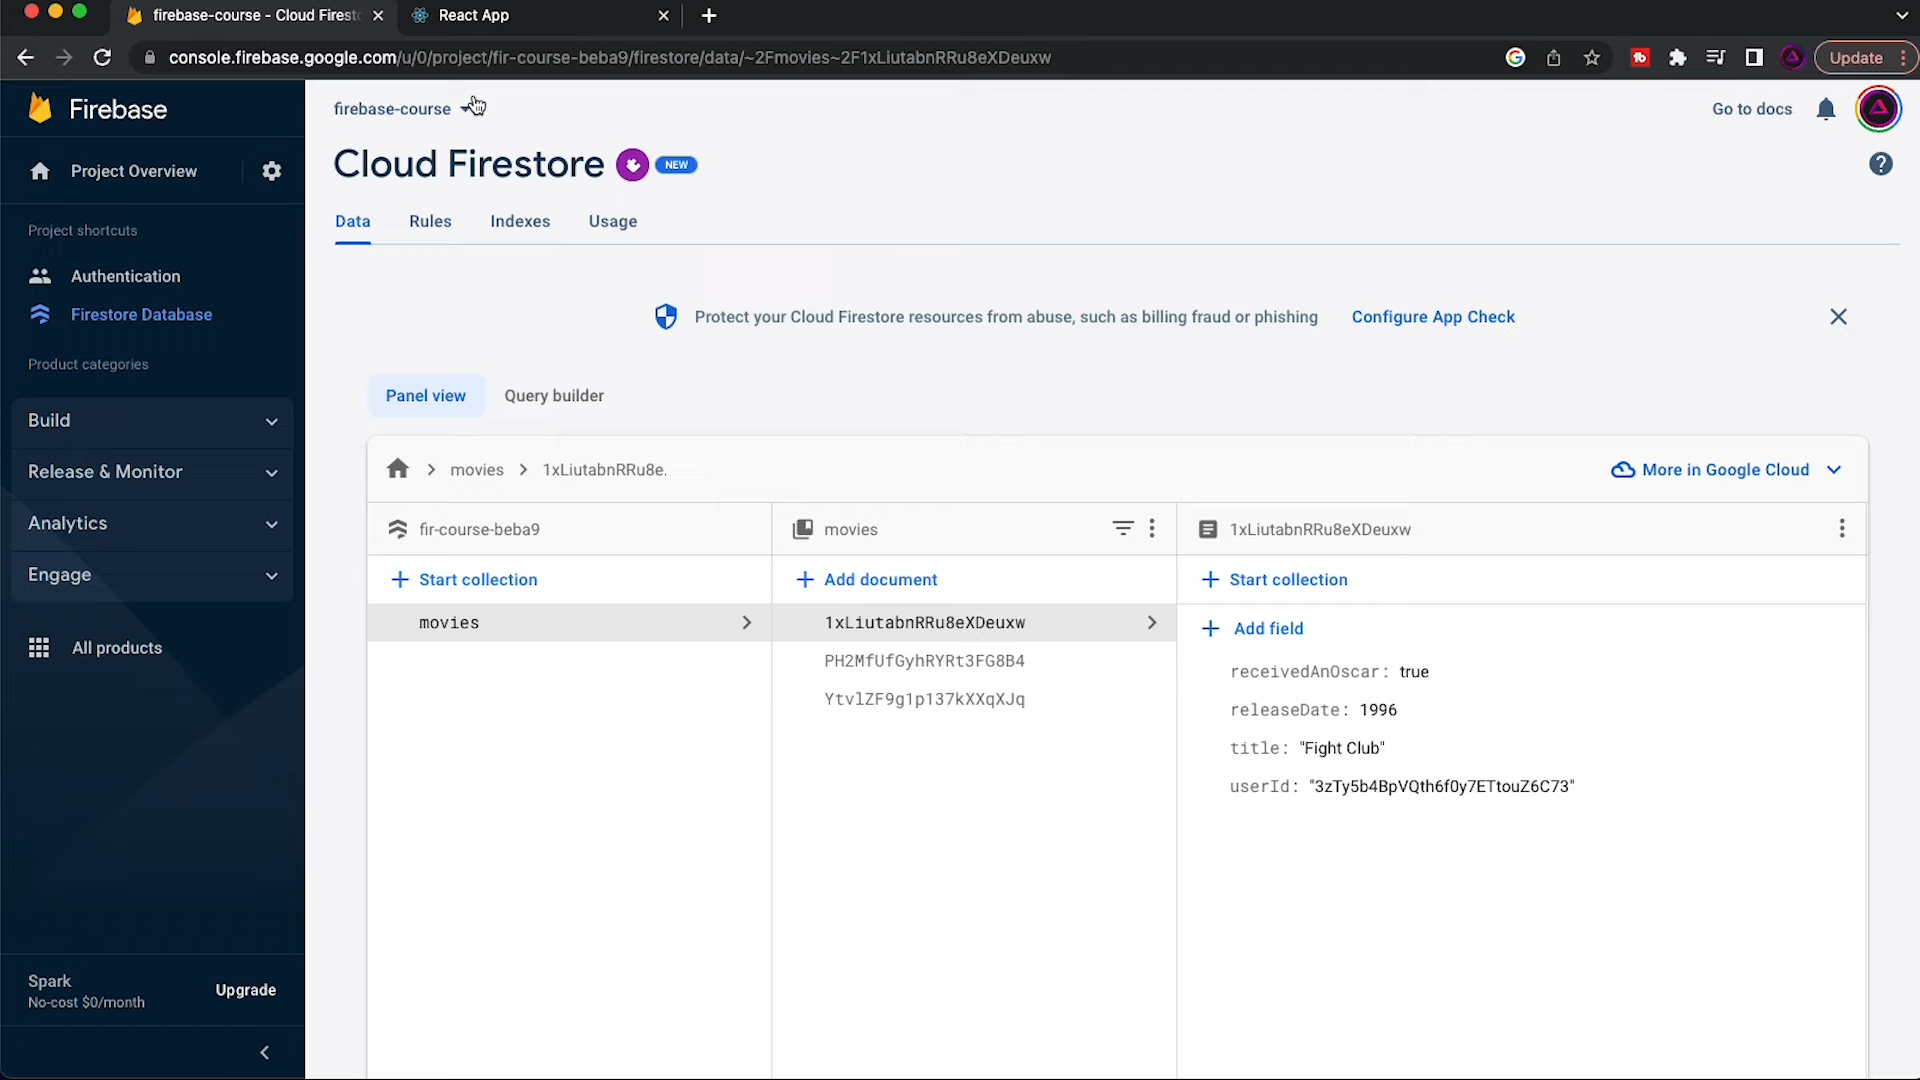 firebase-course - Cloud Firest
React App
console.firebase.google.com/u/0/project/fir-course-beba9/firestore/data/~2Fmovies~2F1xLiutabnRRu8eXDeuxw
Update
Firebase
firebase-course
Go to docs
Project Overview
Cloud Firestore
NEW
Data
Rules
Indexes
Usage
Project shortcuts
Authentication
Firestore Database
Protect your Cloud Firestore resources from abuse, such as billing fraud or phishing
Configure App Check
Product categories
Panel view
Query builder
Build
Release & Monitor
Analytics
Engage
All products
movies
1xLiutabnRRu8e.
More in Google Cloud
fir-course-beba9
movies
1xLiutabnRRu8eXDeuxw
Start collection
Add document
Start collection
movies
1xLiutabnRRu8eXDeuxw
PH2MfUfGyhRYRt3FG8B4
YtvlZF9g1p137kXXqXJq
Add field
receivedAnOscar: true
releaseDate: 1996
title: "Fight Club"
userId: "3zTy5b4BpVQth6f0y7ETtouZ6C73"
Spark
No-cost $0/month
Upgrade